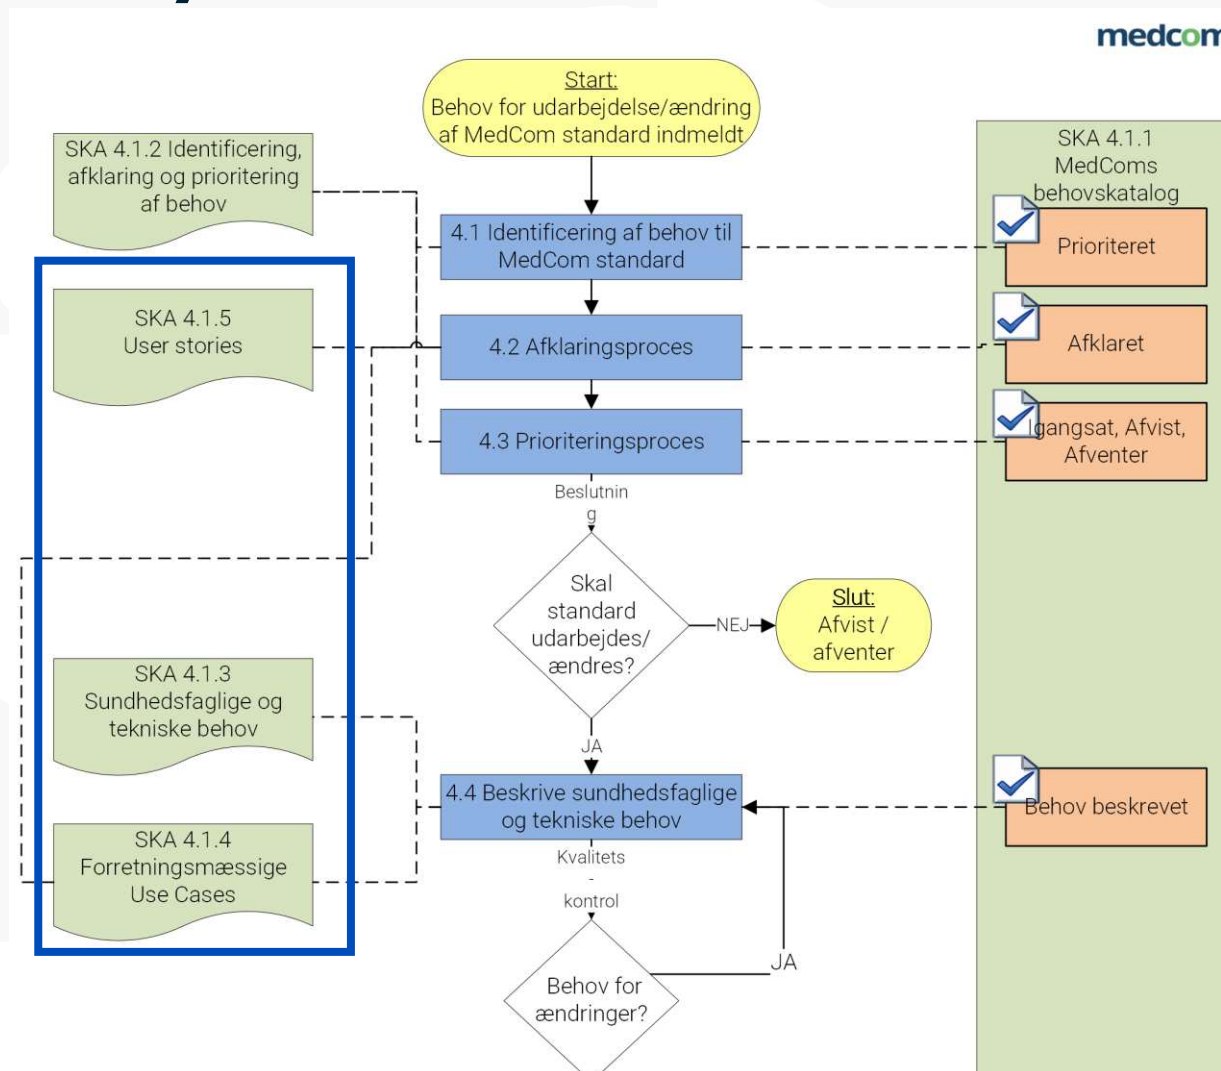 medcom
Start:
Behov for udarbejdelse/ændring
af MedCom standard indmeldt
SKA 4.1.2 Identificering,
afklaring og prioritering
af behov
SKA 4.1.1
MedComs
behovskatalog
4.1 Identificering af behov til
MedCom standard
Prioriteret
SKA 4.1.5
User stories
4.2 Afklaringsproces
Afklaret
4.3 Prioriteringsproces
Igangsat, Afvist,
Afventer
Beslutnin
g
Skal
standard
udarbejdes/
ændres?
NEJ
Slut:
Afvist /
afventer
SKA 4.1.3
Sundhedsfaglige og
tekniske behov
JA
4.4 Beskrive sundhedsfaglige
og tekniske behov
Behov beskrevet
SKA 4.1.4
Forretningsmæssige
Use Cases
Kvalitets
-
kontrol
JA
Behov for
ændringer?